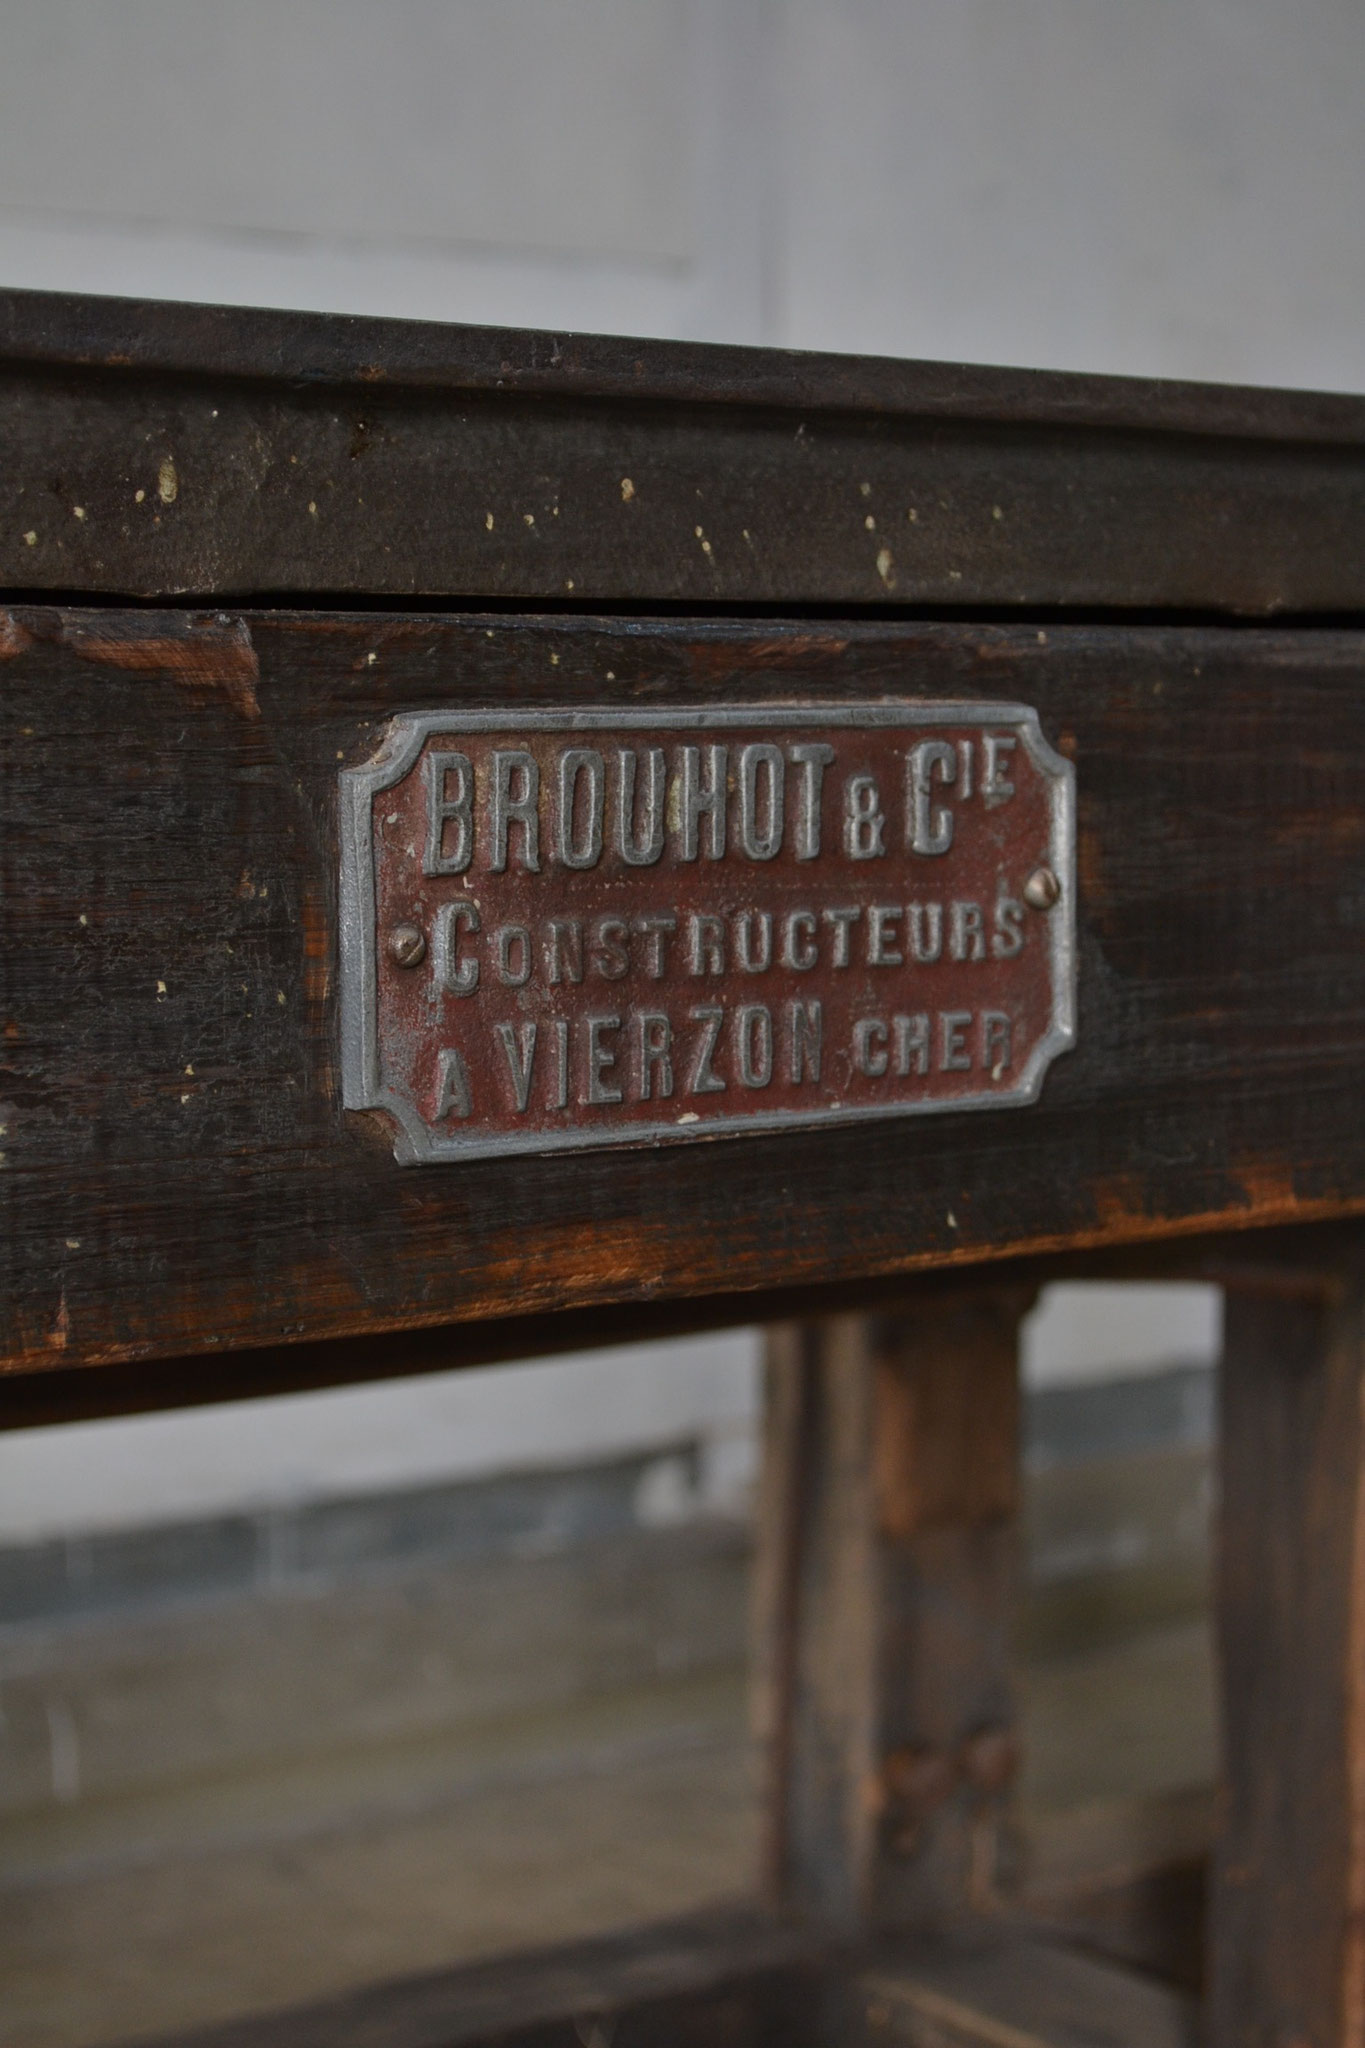 BROUHOT & CIE
CONSTRUCTEURS
A VIERZON CHER